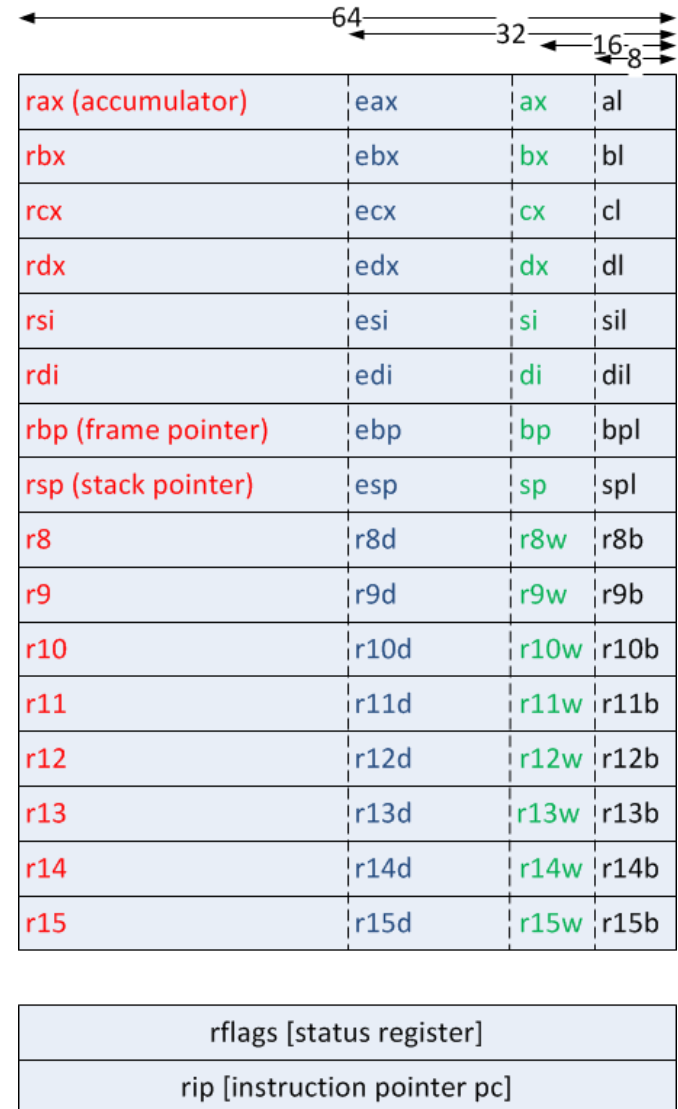 64
32
16
8
rax (accumulator) eax ax al
rbx ebx bx bl
rcx ecx cx cl
rdx edx dx dl
rsi esi si sil
rdi edi di dil
rbp (frame pointer) ebp bp bpl
rsp (stack pointer) esp sp spl
r8 r8d r8w r8b
r9 r9d r9w r9b
r10 r10d r10w r10b
r11 r11d r11w r11b
r12 r12d r12w r12b
r13 r13d r13w r13b
r14 r14d r14w r14b
r15 r15d r15w r15b
rflags [status register]
rip [instruction pointer pc]